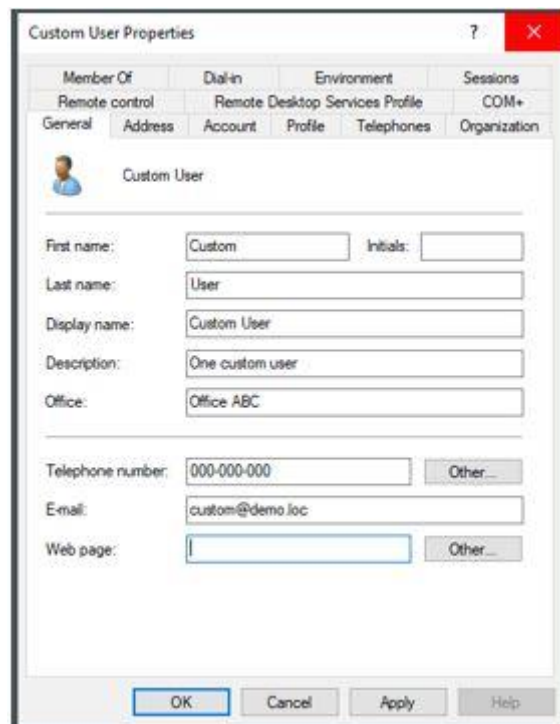 Custom User Properties ?
Member Of Dial-in Environment Sessions
Remote control Remote Desktop Services Profile COM+
General Address Account Profile Telephones Organization
Custom User
First name: Custom Initials:
Last name: User
Display name: Custom User
Description: One custom user
Office: Office ABC
Telephone number: 000-000-000 Other...
E-mail: custom@demo.loc
Web page: Other...
OK Cancel Apply Help